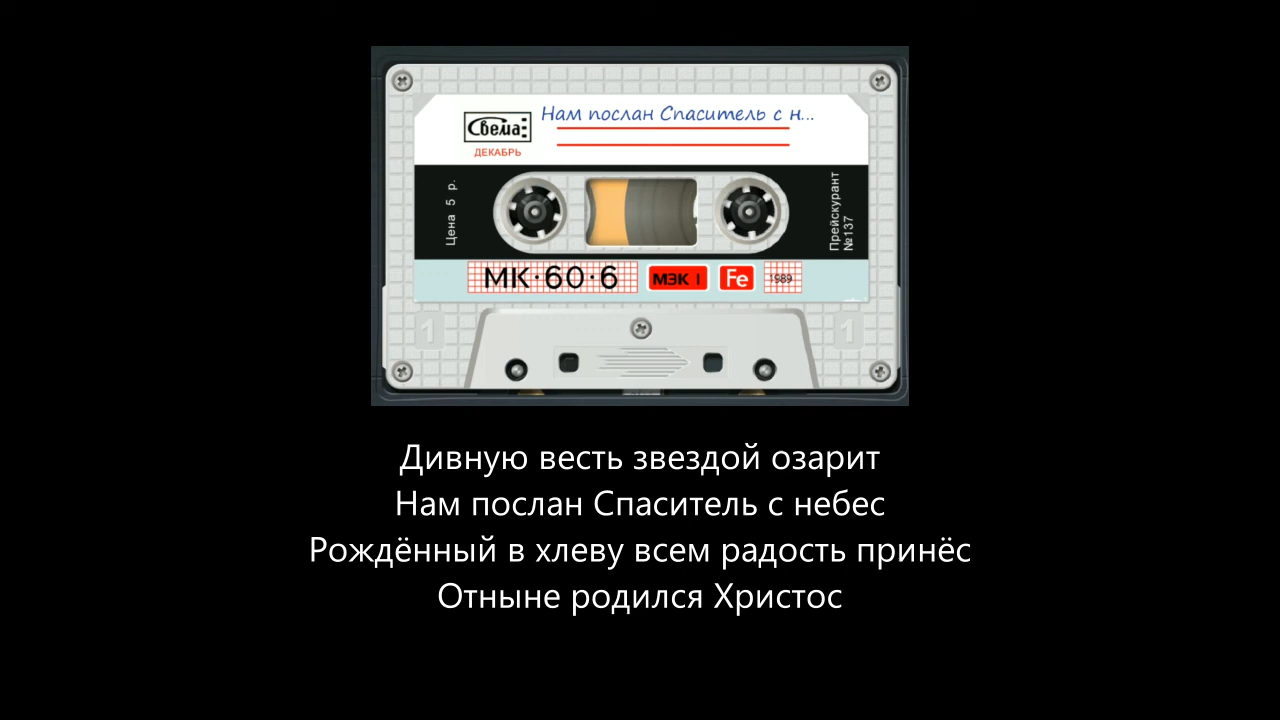 Нам послан Спаситель с н...
Свема
ДЕКАБРЬ
Цена 5 р.
Прейскурант
№137
МК·60·6
МЭК I
Fe
1989
1
1
Дивную весть звездой озарит
Нам послан Спаситель с небес
Рождённый в хлеву всем радость принёс
Отныне родился Христос